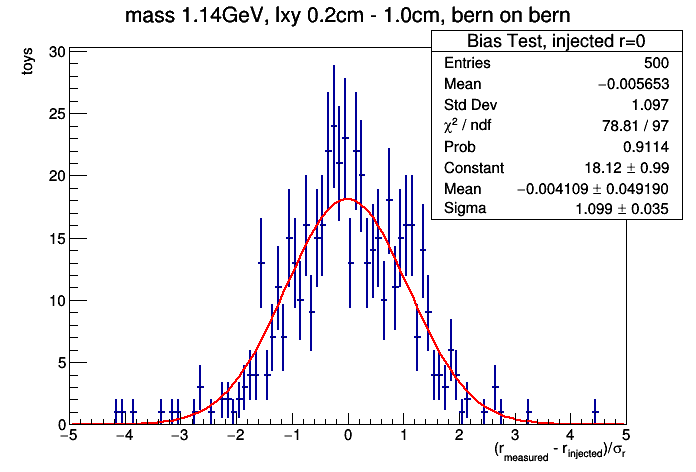 mass 1.14GeV, lxy 0.2cm - 1.0cm, bern on bern
toys
30
25
20
15
10
5
0
−5 −4 −3 −2 −1 0 1 2 3 4 5
(r_measured - r_injected)/σ_r
Bias Test, injected r=0
Entries 500
Mean −0.005653
Std Dev 1.097
χ² / ndf 78.81 / 97
Prob 0.9114
Constant 18.12 ± 0.99
Mean −0.004109 ± 0.049190
Sigma 1.099 ± 0.035